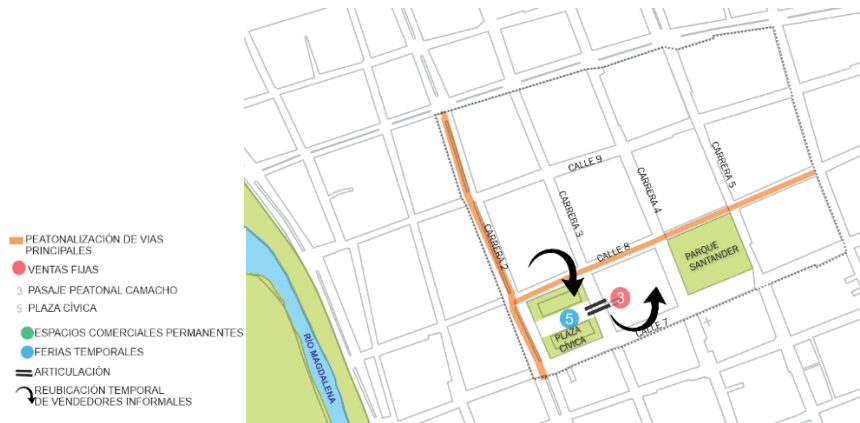 PEATONALIZACIÓN DE VIAS
PRINCIPALES
VENTAS FIJAS
3 PASAJE PEATONAL CAMACHO
5 PLAZA CÍVICA
ESPACIOS COMERCIALES PERMANENTES
FERIAS TEMPORALES
ARTICULACIÓN
REUBICACIÓN TEMPORAL
DE VENDEDORES INFORMALES
RÍO MAGDALENA
CARRERA 2
CALLE 9
CARRERA 3
CARRERA 4
CARRERA 5
CALLE 8
PARQUE
SANTANDER
3
5
PLAZA
CÍVICA
CALLE 7